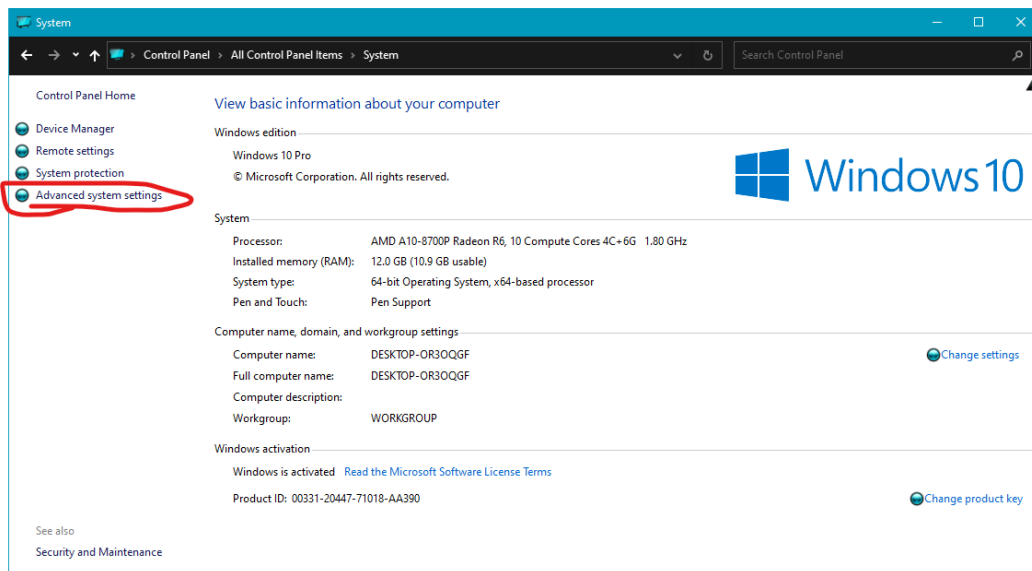 System
Control Panel > All Control Panel Items > System
Search Control Panel
Control Panel Home
Device Manager
Remote settings
System protection
Advanced system settings
View basic information about your computer
Windows edition
Windows 10 Pro
© Microsoft Corporation. All rights reserved.
Windows 10
System
Processor: AMD A10-8700P Radeon R6, 10 Compute Cores 4C+6G 1.80 GHz
Installed memory (RAM): 12.0 GB (10.9 GB usable)
System type: 64-bit Operating System, x64-based processor
Pen and Touch: Pen Support
Computer name, domain, and workgroup settings
Computer name: DESKTOP-OR3OQGF
Change settings
Full computer name: DESKTOP-OR3OQGF
Computer description:
Workgroup: WORKGROUP
Windows activation
Windows is activated Read the Microsoft Software License Terms
Product ID: 00331-20447-71018-AA390
Change product key
See also
Security and Maintenance